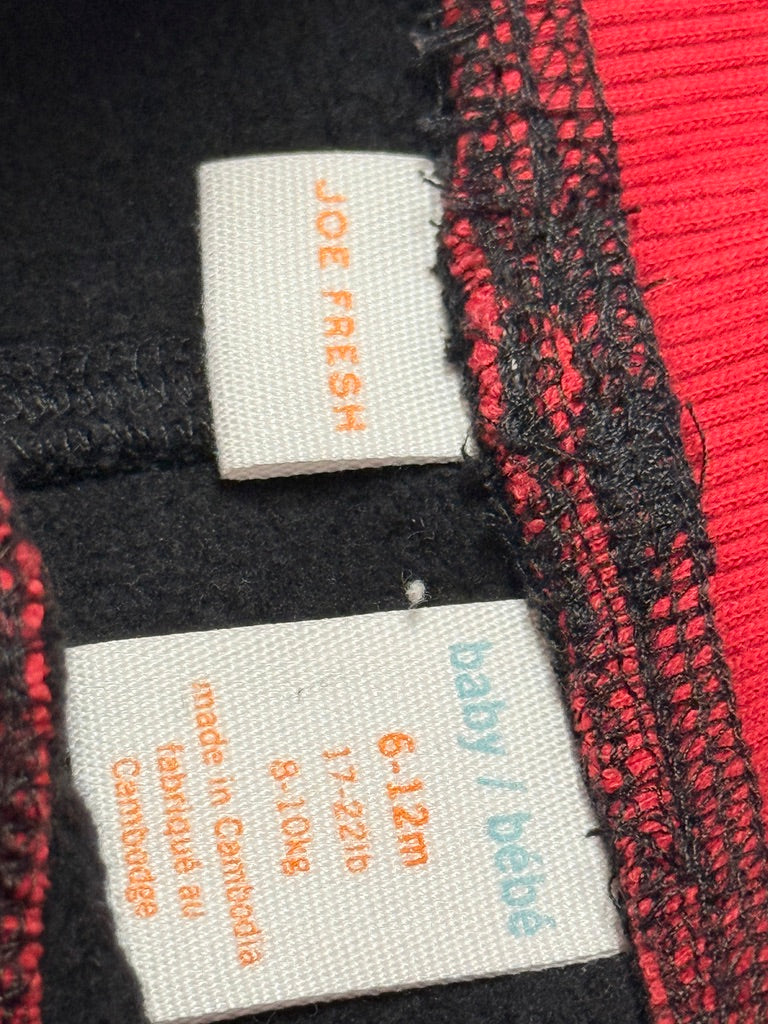 JOE FRESH
baby / bébé
6-12m
17-22lb
8-10kg
made in Cambodia
fabriqué au
Cambodge